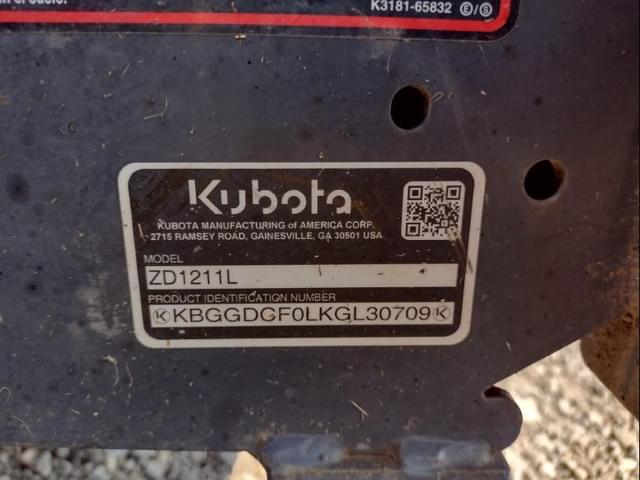 K3181-65832 Ⓔ/Ⓢ
Kubota
KUBOTA MANUFACTURING of AMERICA CORP.
2715 RAMSEY ROAD, GAINESVILLE, GA 30501 USA
MODEL
ZD1211L
PRODUCT IDENTIFICATION NUMBER
ⓀKBGGDCF0LKGL30709Ⓚ